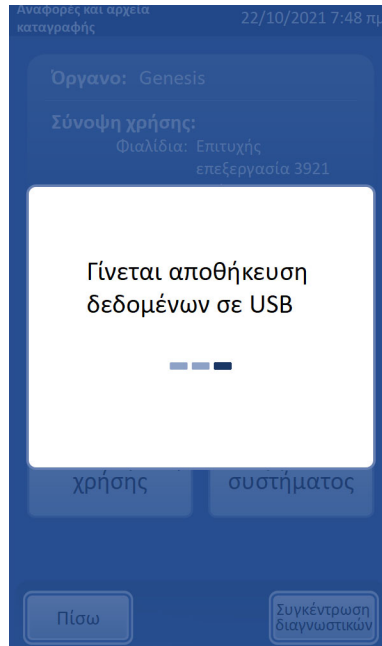 Αναφορές και αρχεία
καταγραφής
22/10/2021 7:48 πμ
Όργανο: Genesis
Σύνοψη χρήσης:
Φιαλίδια: Επιτυχής
επεξεργασία 3921
Γίνεται αποθήκευση
δεδομένων σε USB
χρήσης
συστήματος
Πίσω
Συγκέντρωση
διαγνωστικών